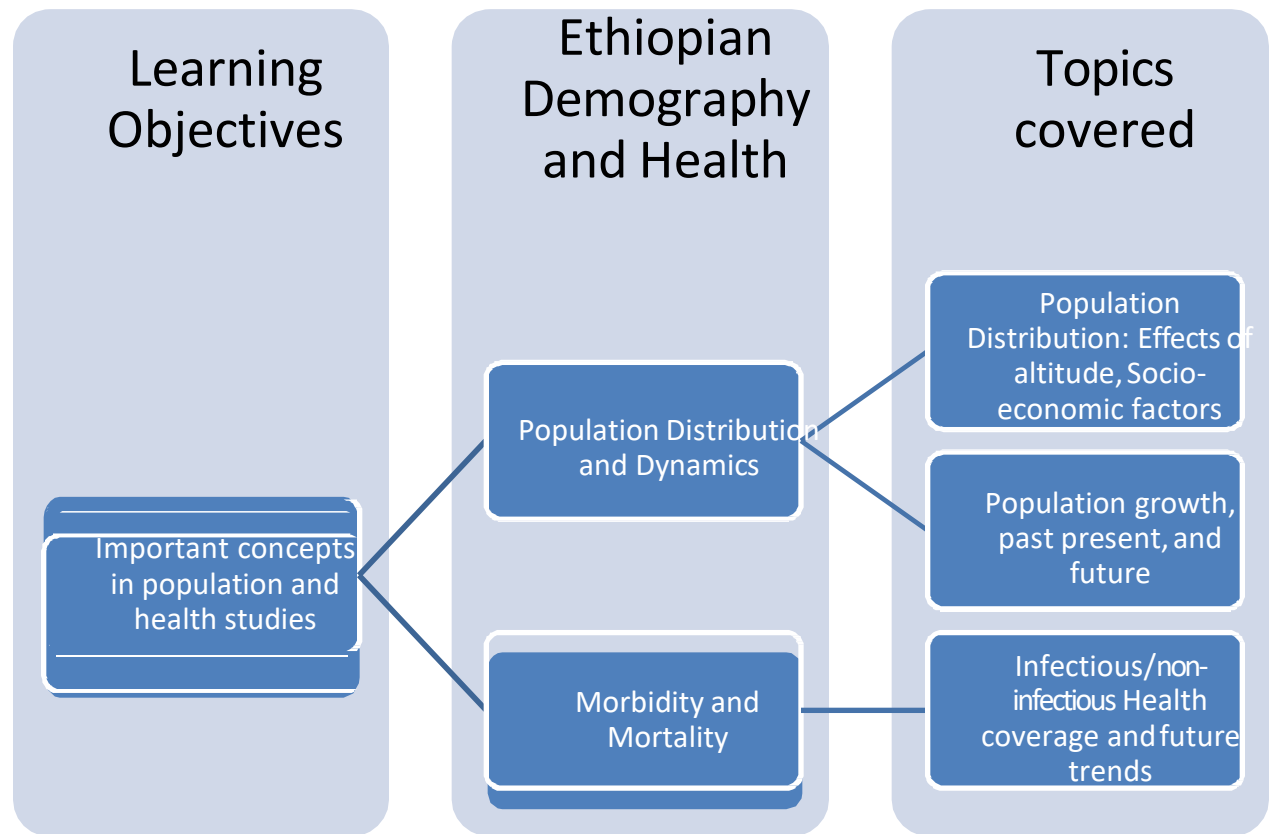 Learning
Objectives
Ethiopian
Demography
and Health
Topics
covered
Important concepts
in population and
health studies
Population Distribution
and Dynamics
Morbidity and
Mortality
Population
Distribution: Effects of
altitude, Socio-
economic factors
Population growth,
past present, and
future
Infectious/non-
infectious Health
coverage and future
trends